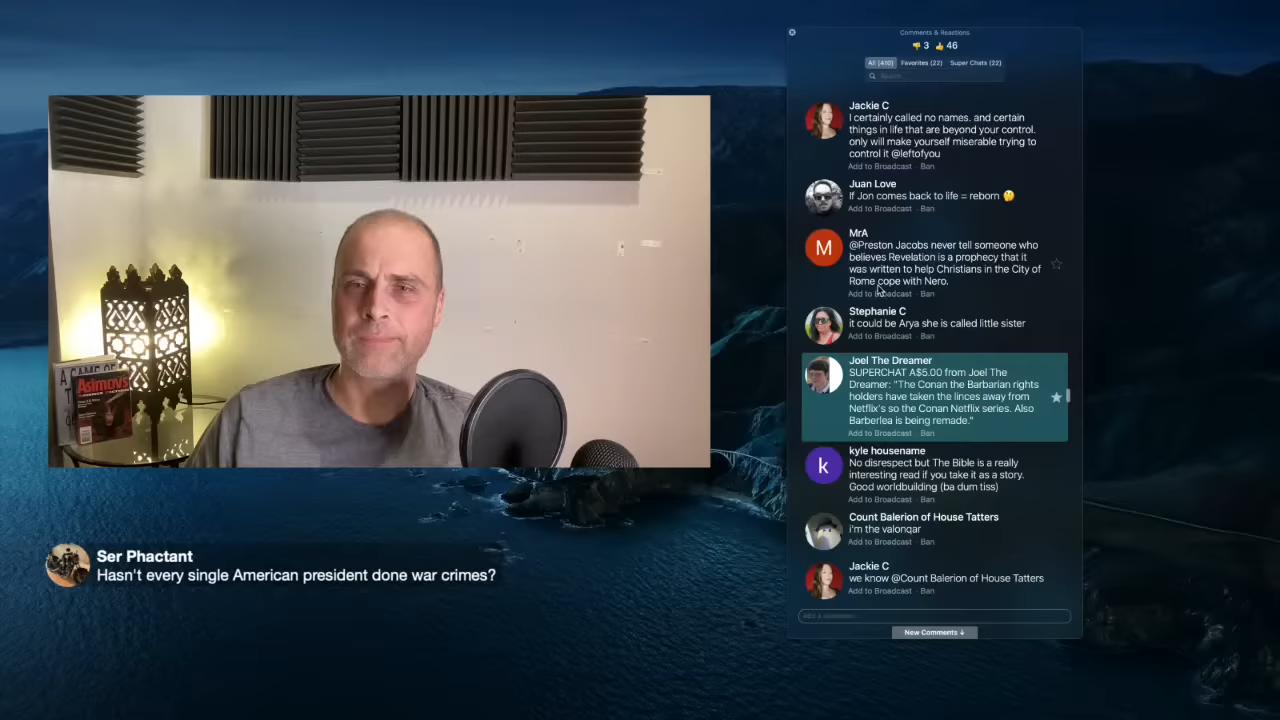 Comments & Reactions
👎 3 👍 46
All (410) Favorites (22) Super Chats (22)
Search...
Jackie C
I certainly called no names. and certain
things in life that are beyond your control.
only will make yourself miserable trying to
control it @leftofyou
Add to Broadcast · Ban
Juan Love
If Jon comes back to life = reborn 🤔
Add to Broadcast · Ban
MrA
M
@Preston Jacobs never tell someone who
believes Revelation is a prophecy that it
was written to help Christians in the City of
Rome cope with Nero.
Add to Broadcast · Ban
Stephanie C
it could be Arya she is called little sister
Add to Broadcast · Ban
Joel The Dreamer
SUPERCHAT A$5.00 from Joel The
Dreamer: "The Conan the Barbarian rights
holders have taken the linces away from
Netflix's so the Conan Netflix series. Also
Barberlea is being remade."
Add to Broadcast · Ban
kyle housename
k
No disrespect but The Bible is a really
interesting read if you take it as a story.
Good worldbuilding (ba dum tiss)
Add to Broadcast · Ban
Count Balerion of House Tatters
i'm the valonqar
Add to Broadcast · Ban
Jackie C
we know @Count Balerion of House Tatters
Add to Broadcast · Ban
New Comments ↓
A GAME OF
Asimov's
Ser Phactant
Hasn't every single American president done war crimes?